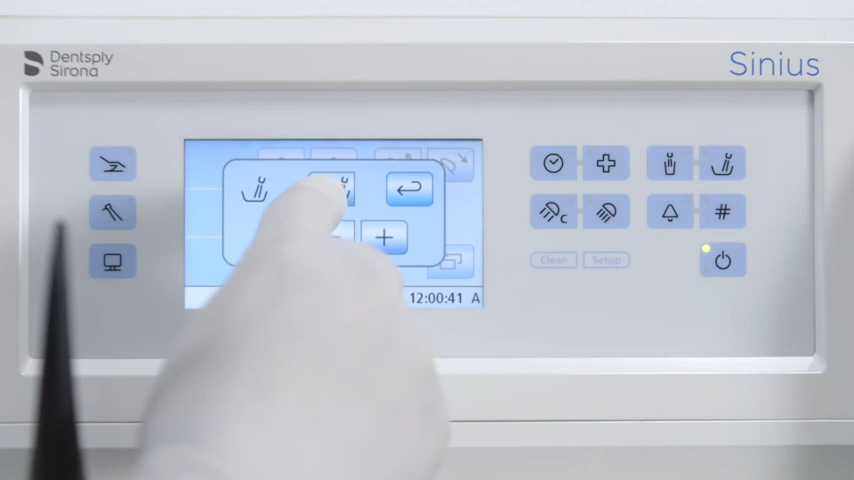 Dentsply
Sirona
Sinius
C
#
Clean
Setup
12:00:41 A